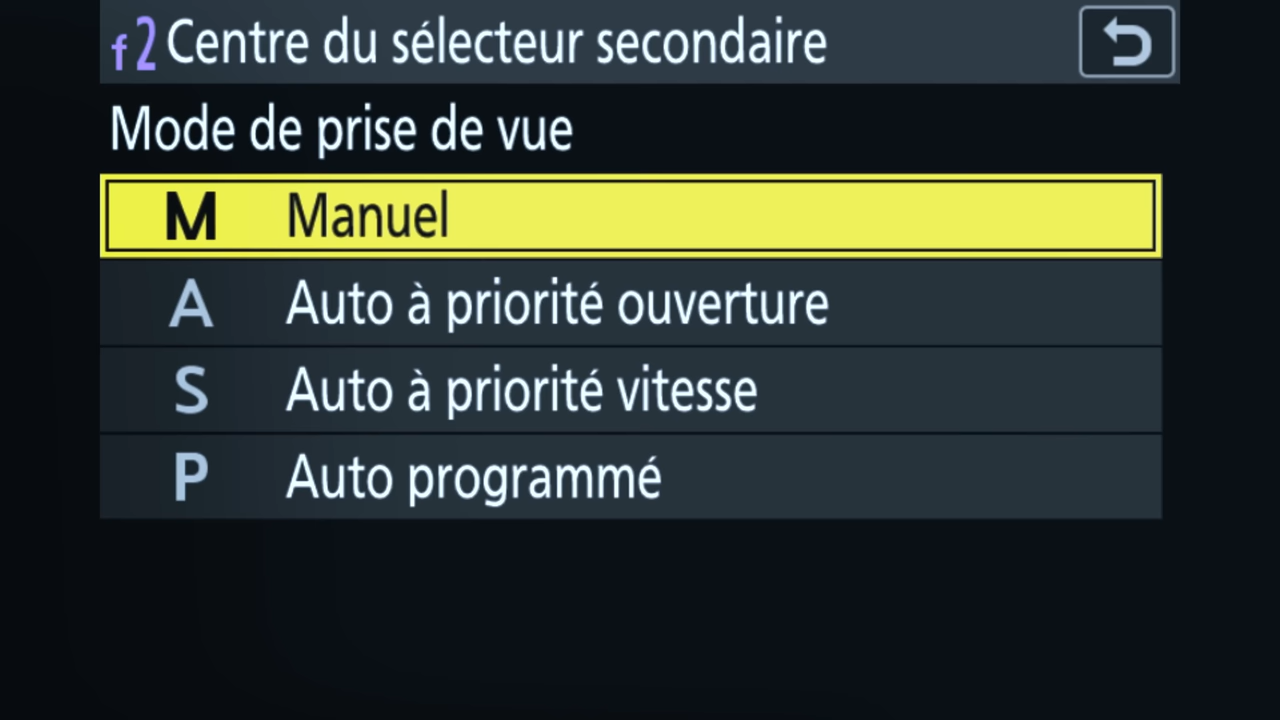 f2 Centre du sélecteur secondaire
Mode de prise de vue
M Manuel
A Auto à priorité ouverture
S Auto à priorité vitesse
P Auto programmé